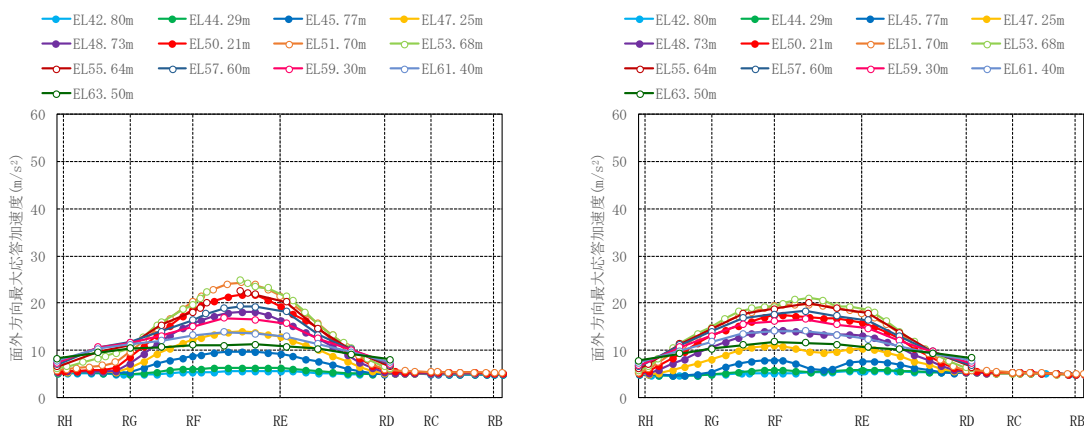 EL42.80m EL44.29m EL45.77m EL47.25m
EL48.73m EL50.21m EL51.70m EL53.68m
EL55.64m EL57.60m EL59.30m EL61.40m
EL63.50m
面外方向最大応答加速度(m/s²)
60
50
40
30
20
10
0
RH RG RF RE RD RC RB
EL42.80m EL44.29m EL45.77m EL47.25m
EL48.73m EL50.21m EL51.70m EL53.68m
EL55.64m EL57.60m EL59.30m EL61.40m
EL63.50m
面外方向最大応答加速度(m/s²)
60
50
40
30
20
10
0
RH RG RF RE RD RC RB